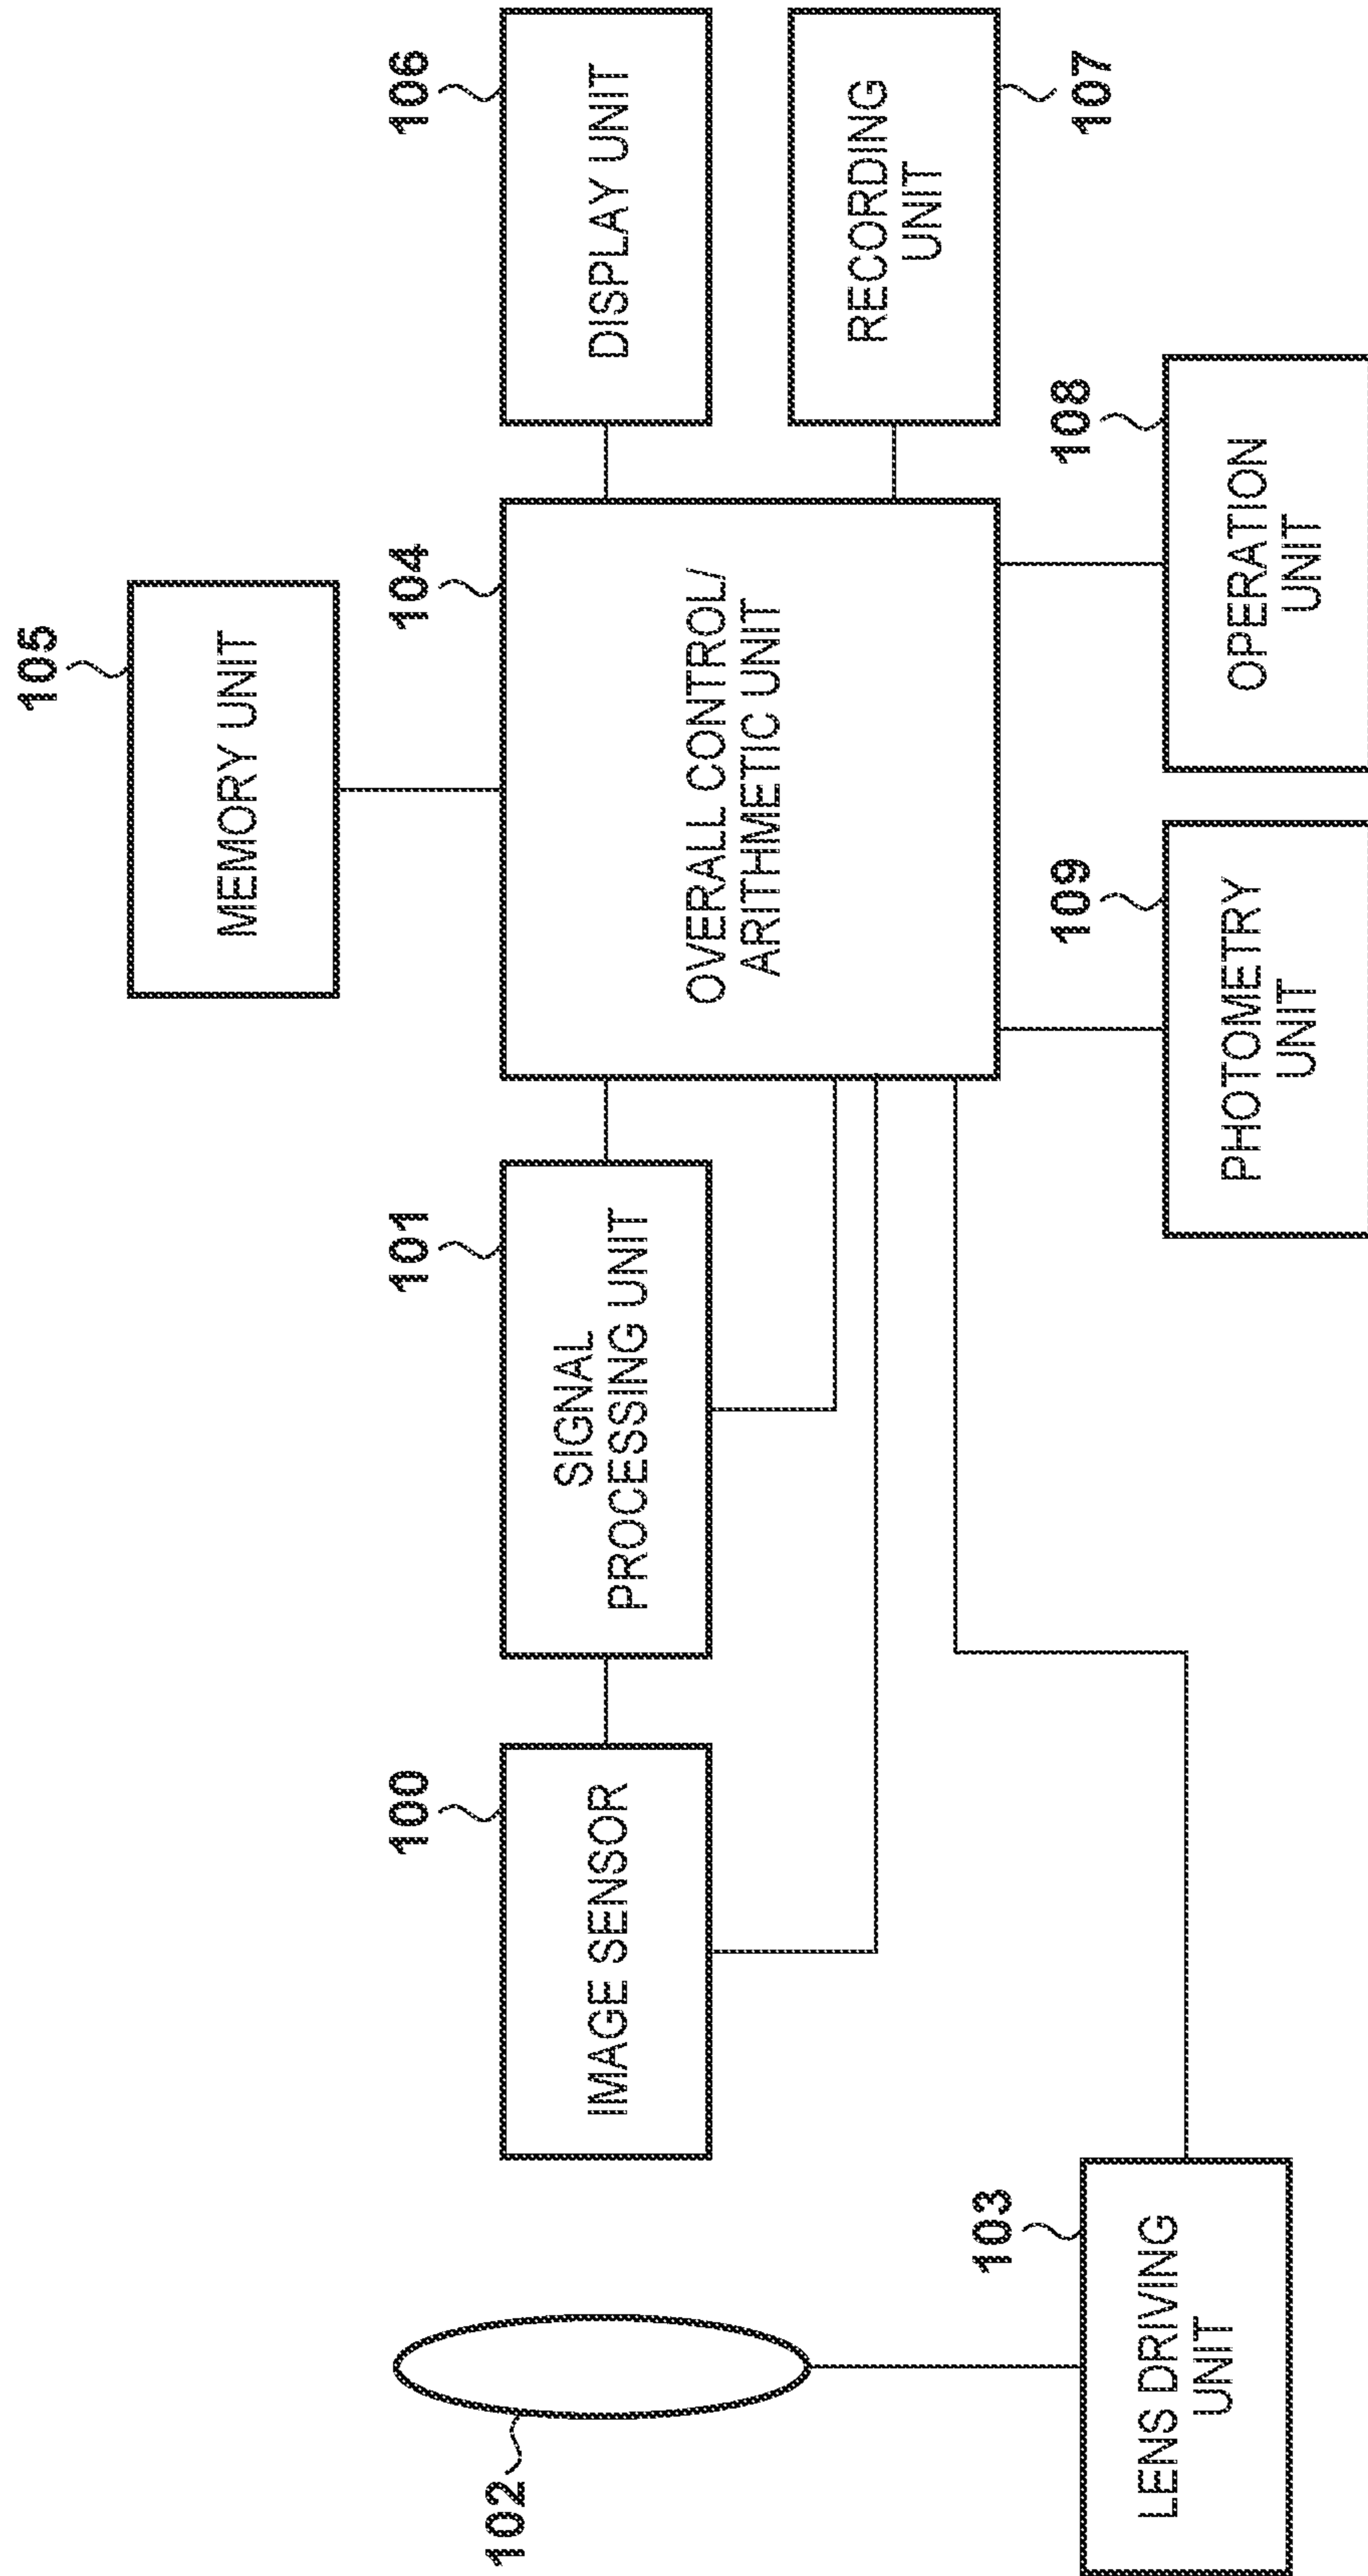 105
MEMORY UNIT
102
100
IMAGE SENSOR
101
SIGNAL
PROCESSING UNIT
104
OVERALL CONTROL/
ARITHMETIC UNIT
106
DISPLAY UNIT
RECORDING
UNIT
107
103
LENS DRIVING
UNIT
109
PHOTOMETRY
UNIT
108
OPERATION
UNIT